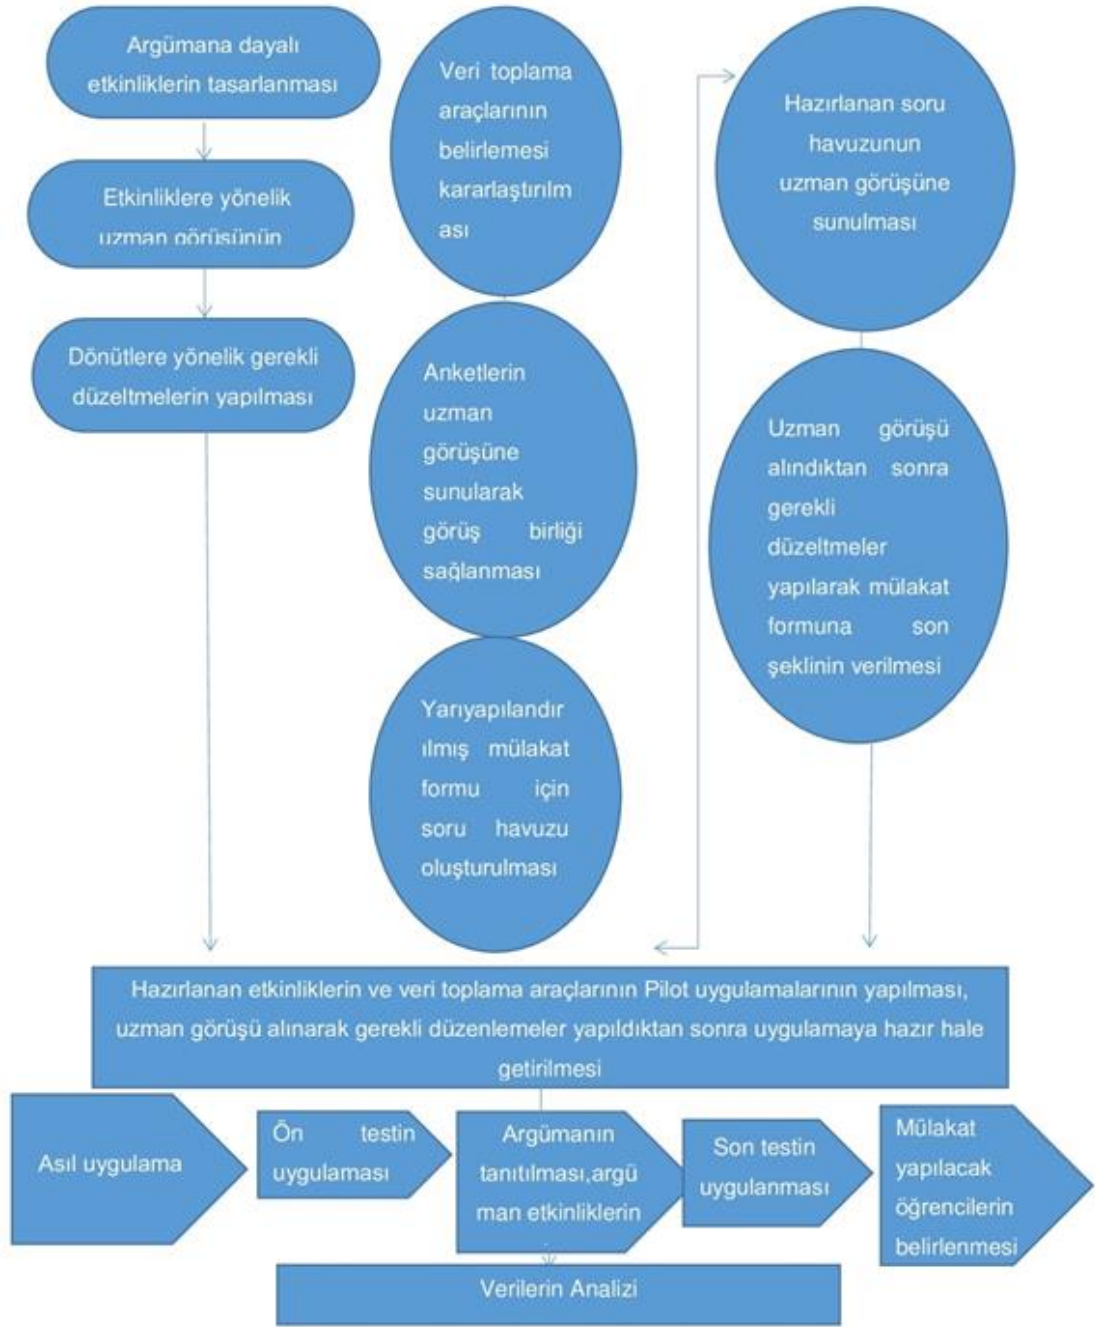 Argümana dayalı
etkinliklerin tasarlanması
Etkinliklere yönelik
uzman görüşünün
Dönütlere yönelik gerekli
düzeltmelerin yapılması
Veri toplama
araçlarının
belirlemesi
kararlaştırılm
ası
Anketlerin
uzman
görüşüne
sunularak
görüş birliği
sağlanması
Yarıyapılandır
ılmış mülakat
formu için
soru havuzu
oluşturulması
Hazırlanan soru
havuzunun
uzman görüşüne
sunulması
Uzman görüşü
alındıktan sonra
gerekli
düzeltmeler
yapılarak mülakat
formuna son
şeklinin verilmesi
Hazırlanan etkinliklerin ve veri toplama araçlarının Pilot uygulamalarının yapılması,
uzman görüşü alınarak gerekli düzenlemeler yapıldıktan sonra uygulamaya hazır hale
getirilmesi
Asıl uygulama
Ön testin
uygulaması
Argümanın
tanıtılması,argü
man etkinliklerin
Son testin
uygulanması
Mülakat
yapılacak
öğrencilerin
belirlenmesi
Verilerin Analizi